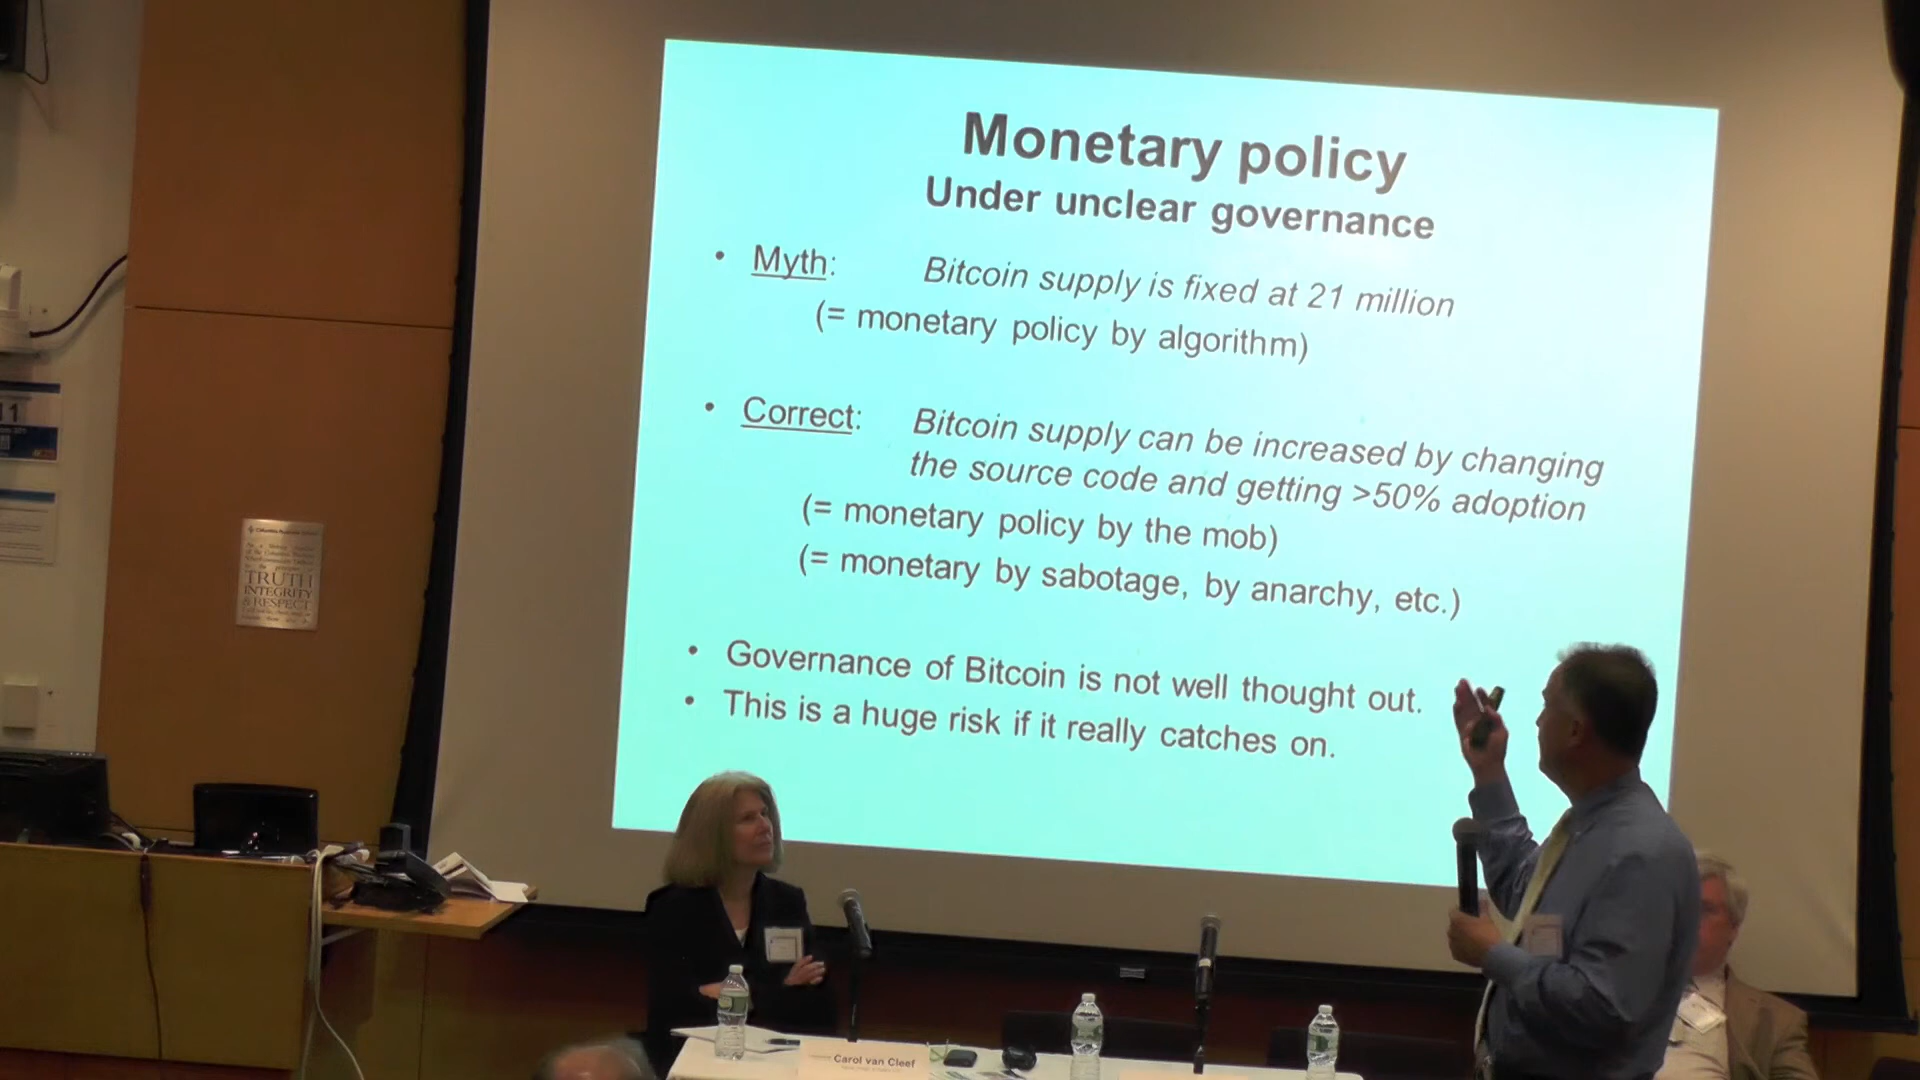 Monetary policy
Under unclear governance
• Myth: Bitcoin supply is fixed at 21 million
(= monetary policy by algorithm)
• Correct: Bitcoin supply can be increased by changing
the source code and getting >50% adoption
(= monetary policy by the mob)
(= monetary by sabotage, by anarchy, etc.)
• Governance of Bitcoin is not well thought out.
• This is a huge risk if it really catches on.
11
TRUTH
INTEGRITY
& RESPECT
Carol van Cleef